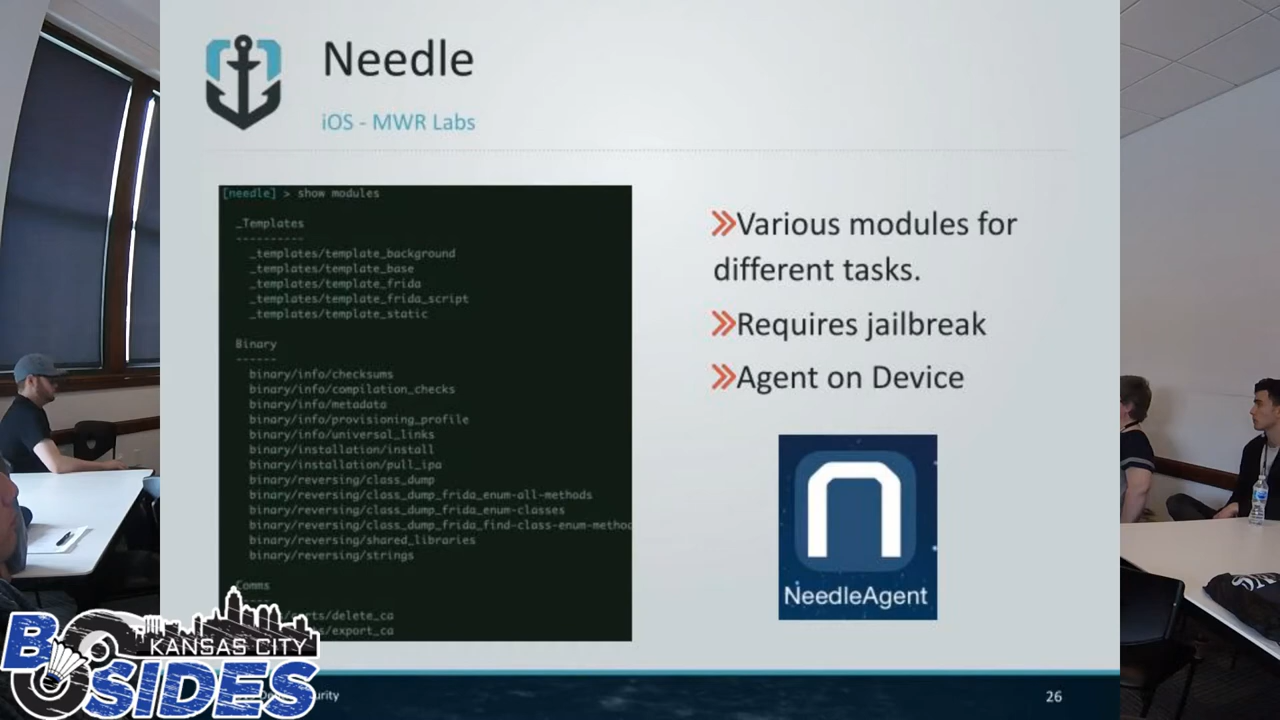 Needle
iOS - MWR Labs
[needle] > show modules
_Templates
----------
_templates/template_background
_templates/template_base
_templates/template_frida
_templates/template_frida_script
_templates/template_static
Binary
------
binary/info/checksums
binary/info/compilation_checks
binary/info/metadata
binary/info/provisioning_profile
binary/info/universal_links
binary/installation/install
binary/installation/pull_ipa
binary/reversing/class_dump
binary/reversing/class_dump_frida_enum-all-methods
binary/reversing/class_dump_frida_enum-classes
binary/reversing/class_dump_frida_find-class-enum-method
binary/reversing/shared_libraries
binary/reversing/strings
Comms
/delete_ca
/export_ca
Various modules for
different tasks.
Requires jailbreak
Agent on Device
NeedleAgent
BSIDES
KANSAS CITY
26